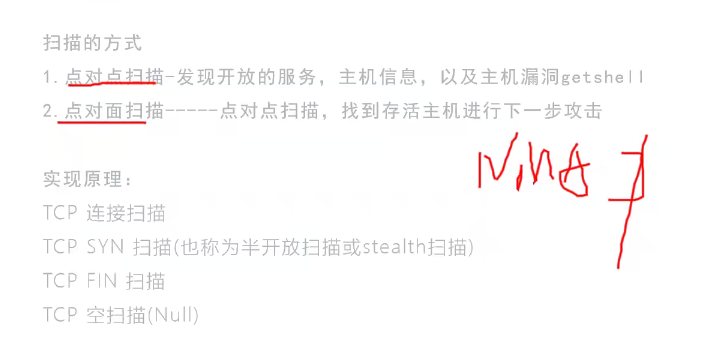 扫描的方式
1.点对点扫描-发现开放的服务，主机信息，以及主机漏洞getshell
2.点对面扫描-----点对点扫描，找到存活主机进行下一步攻击
实现原理：
TCP 连接扫描
TCP SYN 扫描(也称为半开放扫描或stealth扫描)
TCP FIN 扫描
TCP 空扫描(Null)